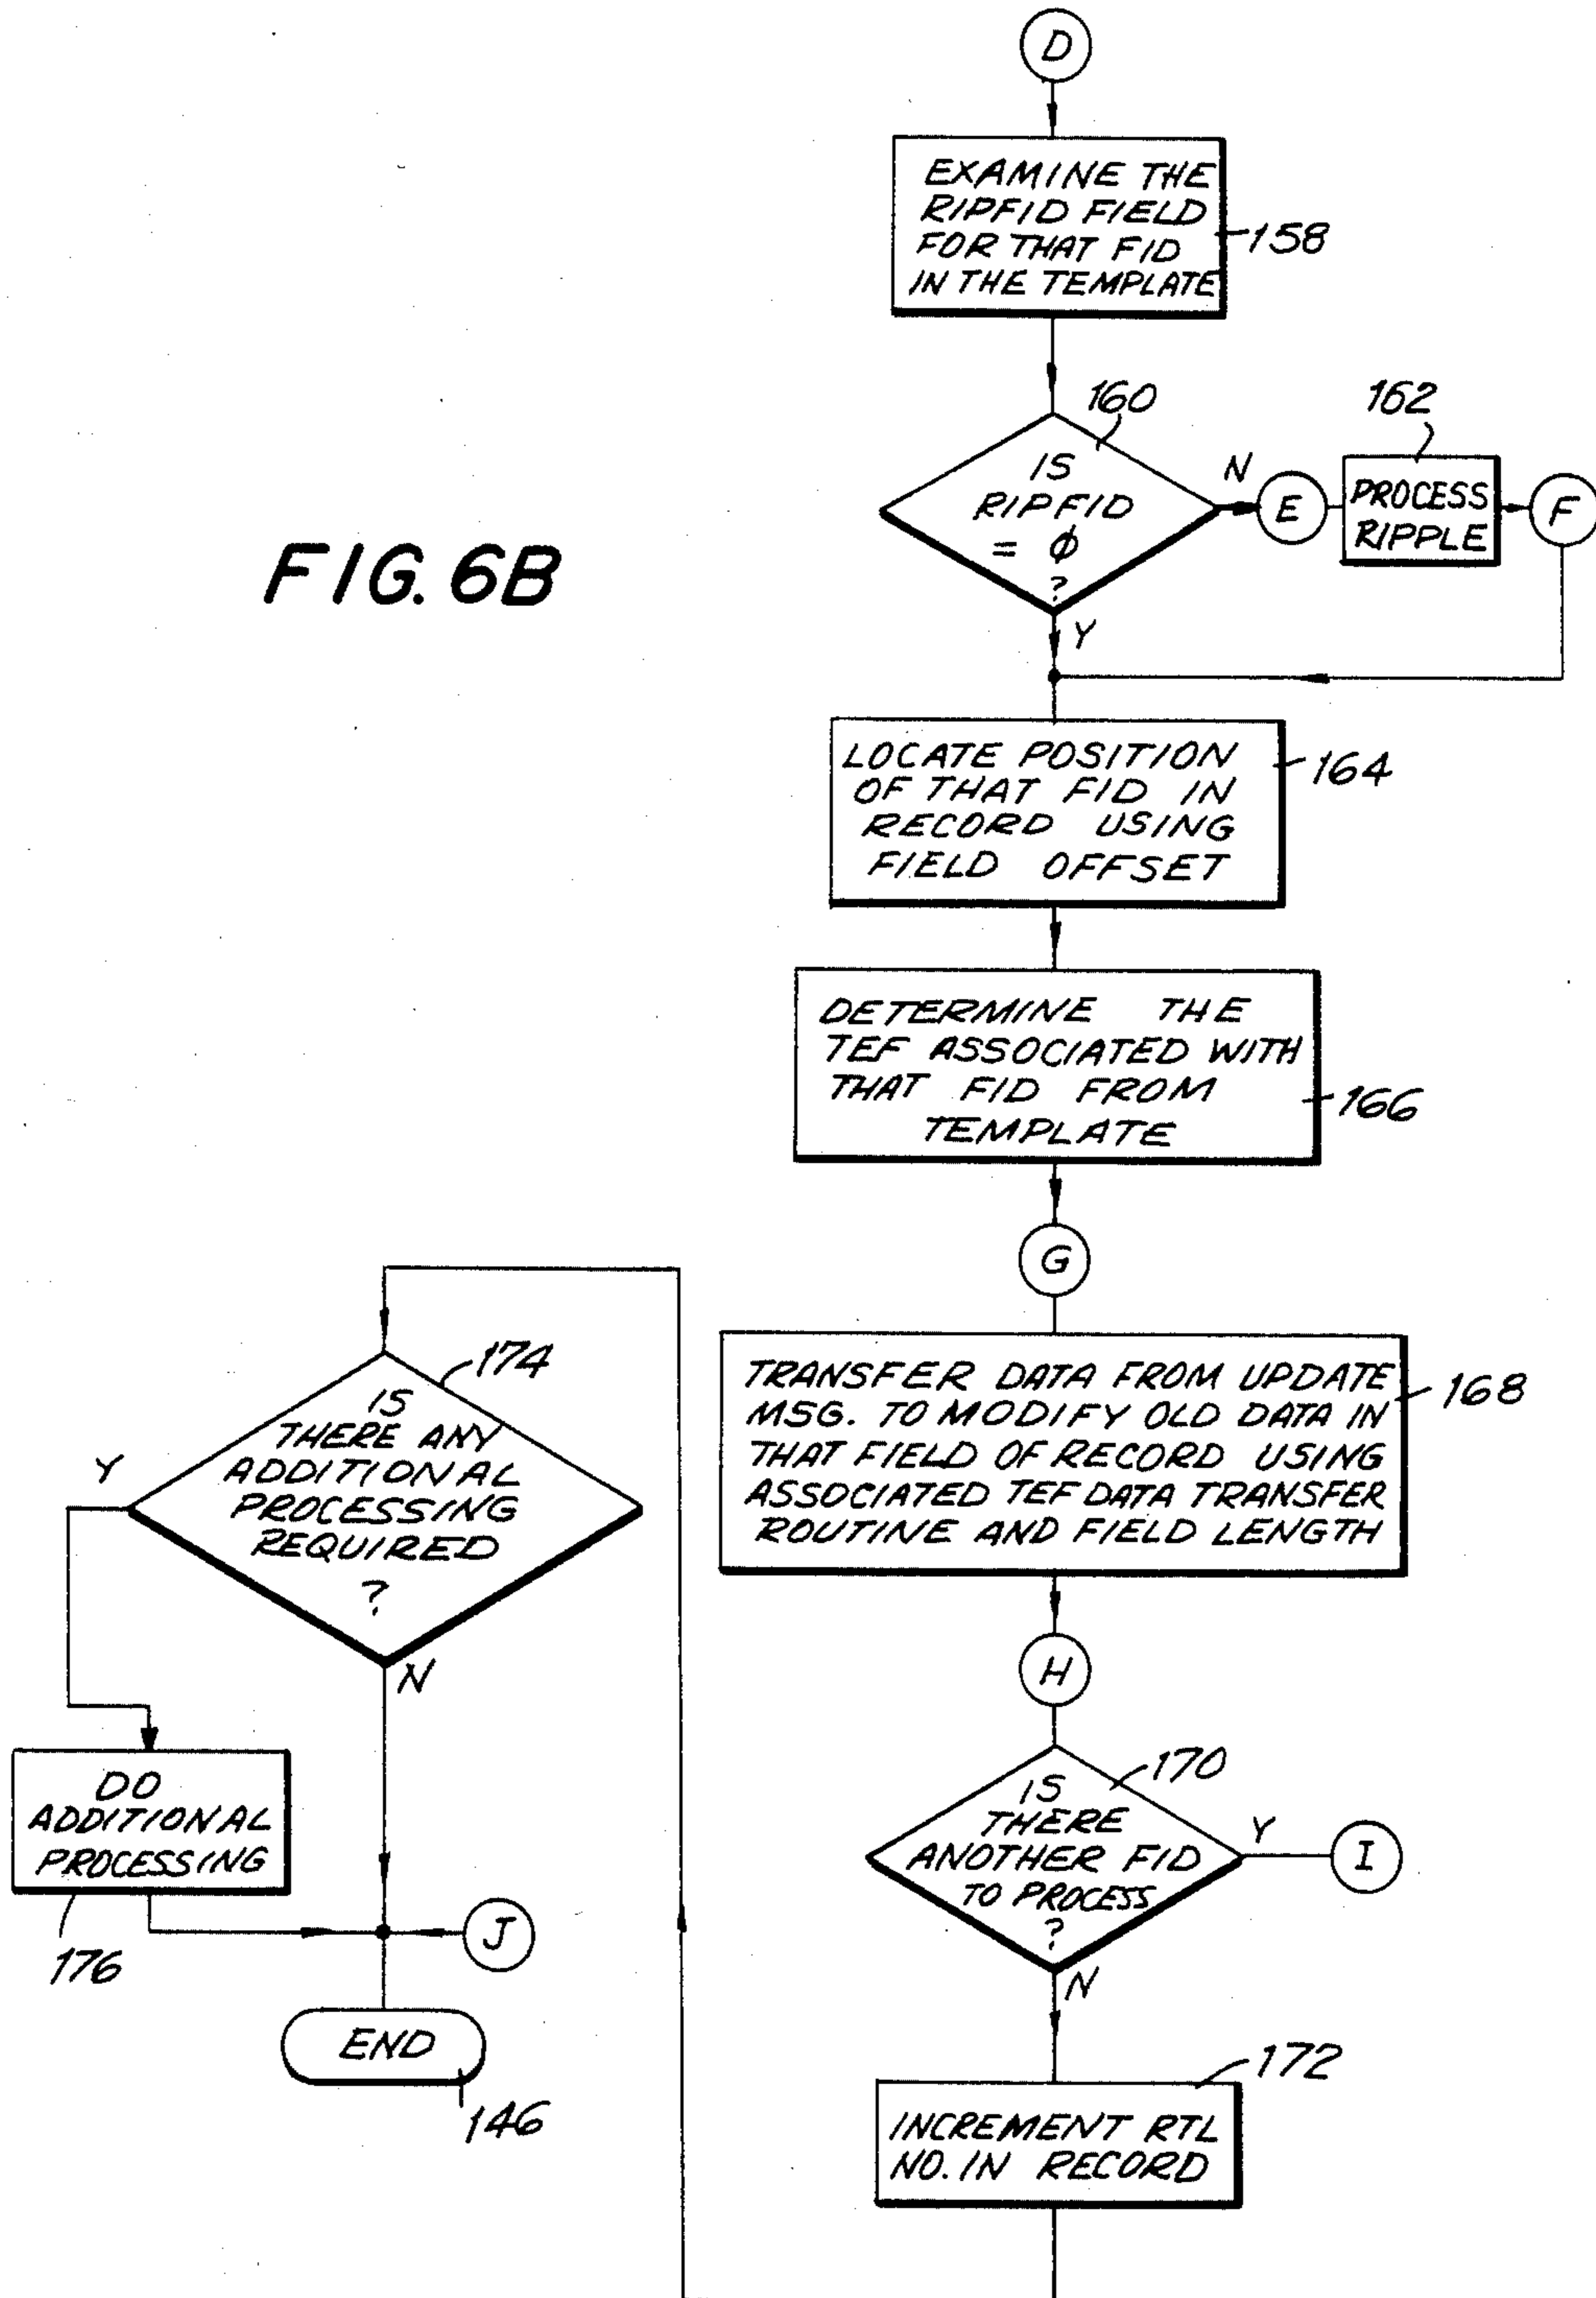 D
EXAMINE THE
RIPFID FIELD
FOR THAT FID
IN THE TEMPLATE
158
160
IS
RIPFID
= φ
?
N
E
162
PROCESS
RIPPLE
F
Y
FIG. 6B
LOCATE POSITION
OF THAT FID IN
RECORD USING
FIELD OFFSET
164
DETERMINE THE
TEF ASSOCIATED WITH
THAT FID FROM
TEMPLATE
166
G
TRANSFER DATA FROM UPDATE
MSG. TO MODIFY OLD DATA IN
THAT FIELD OF RECORD USING
ASSOCIATED TEF DATA TRANSFER
ROUTINE AND FIELD LENGTH
168
H
170
IS
THERE
ANOTHER FID
TO PROCESS
?
Y
I
N
172
INCREMENT RTL
NO. IN RECORD
174
IS
THERE ANY
ADDITIONAL
PROCESSING
REQUIRED
?
Y
N
DO
ADDITIONAL
PROCESSING
176
J
END
146